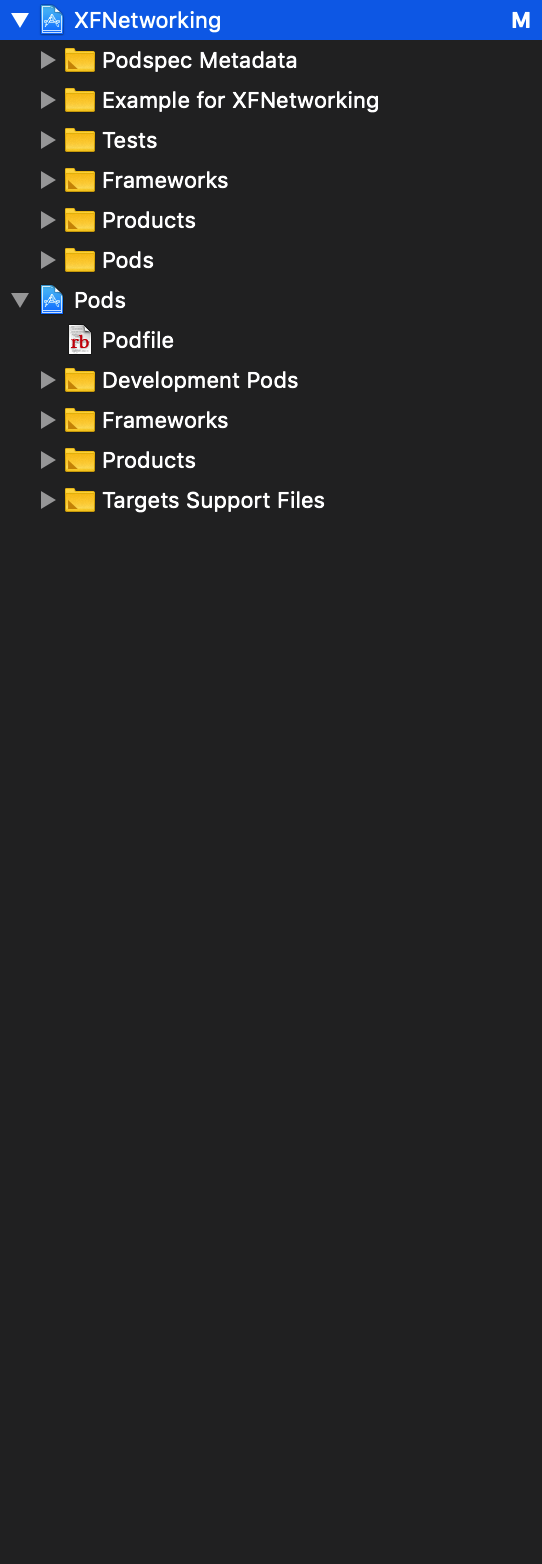 XFNetworking M
Podspec Metadata
Example for XFNetworking
Tests
Frameworks
Products
Pods
Pods
rb Podfile
Development Pods
Frameworks
Products
Targets Support Files